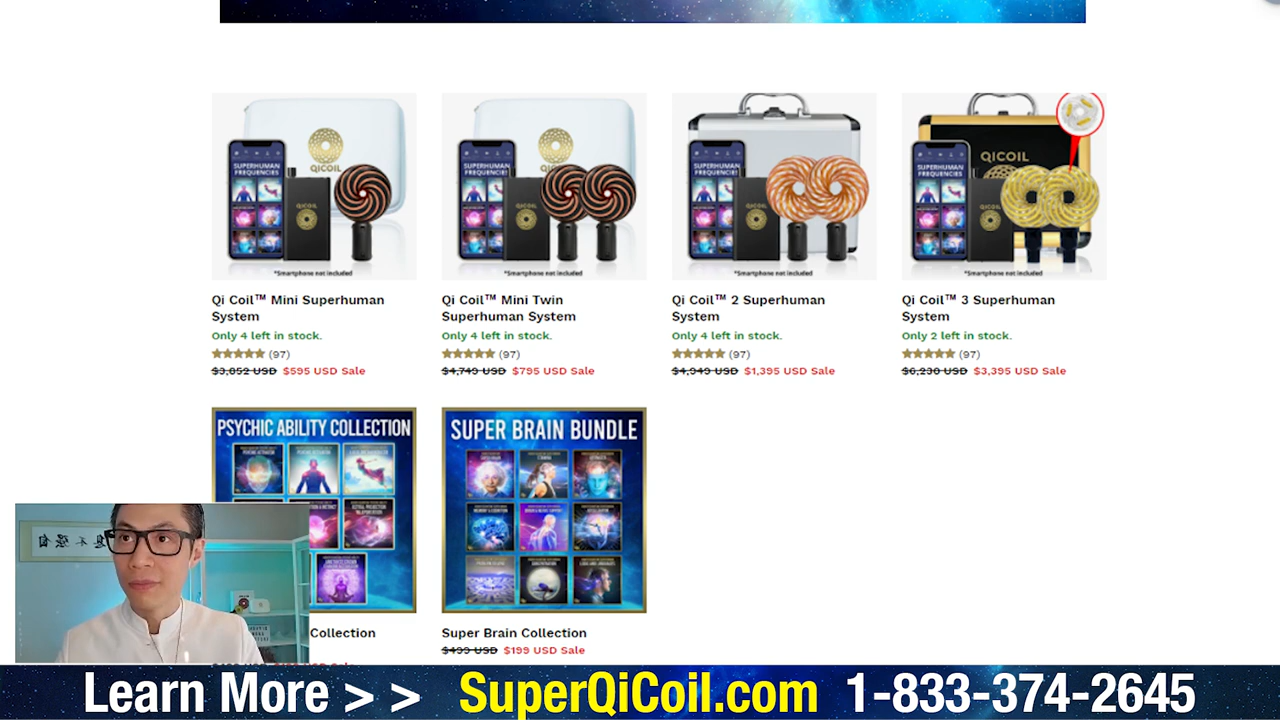 QICOIL
SUPERHUMAN
FREQUENCIES
QICOIL
*Smartphone not included
QICOIL
SUPERHUMAN
FREQUENCIES
QICOIL
*Smartphone not included
SUPERHUMAN
FREQUENCIES
QICOIL
*Smartphone not included
QICOIL
SUPERHUMAN
FREQUENCIES
QICOIL
*Smartphone not included
Qi Coil™ Mini Superhuman
System
Only 4 left in stock.
(97)
$3,052 USD $595 USD Sale
Qi Coil™ Mini Twin
Superhuman System
Only 4 left in stock.
(97)
$4,749 USD $795 USD Sale
Qi Coil™ 2 Superhuman
System
Only 4 left in stock.
(97)
$4,949 USD $1,395 USD Sale
Qi Coil™ 3 Superhuman
System
Only 2 left in stock.
(97)
$6,230 USD $3,395 USD Sale
PSYCHIC ABILITY COLLECTION
SUPER BRAIN BUNDLE
Collection
Super Brain Collection
$499 USD $199 USD Sale
Learn More > > SuperQiCoil.com 1-833-374-2645